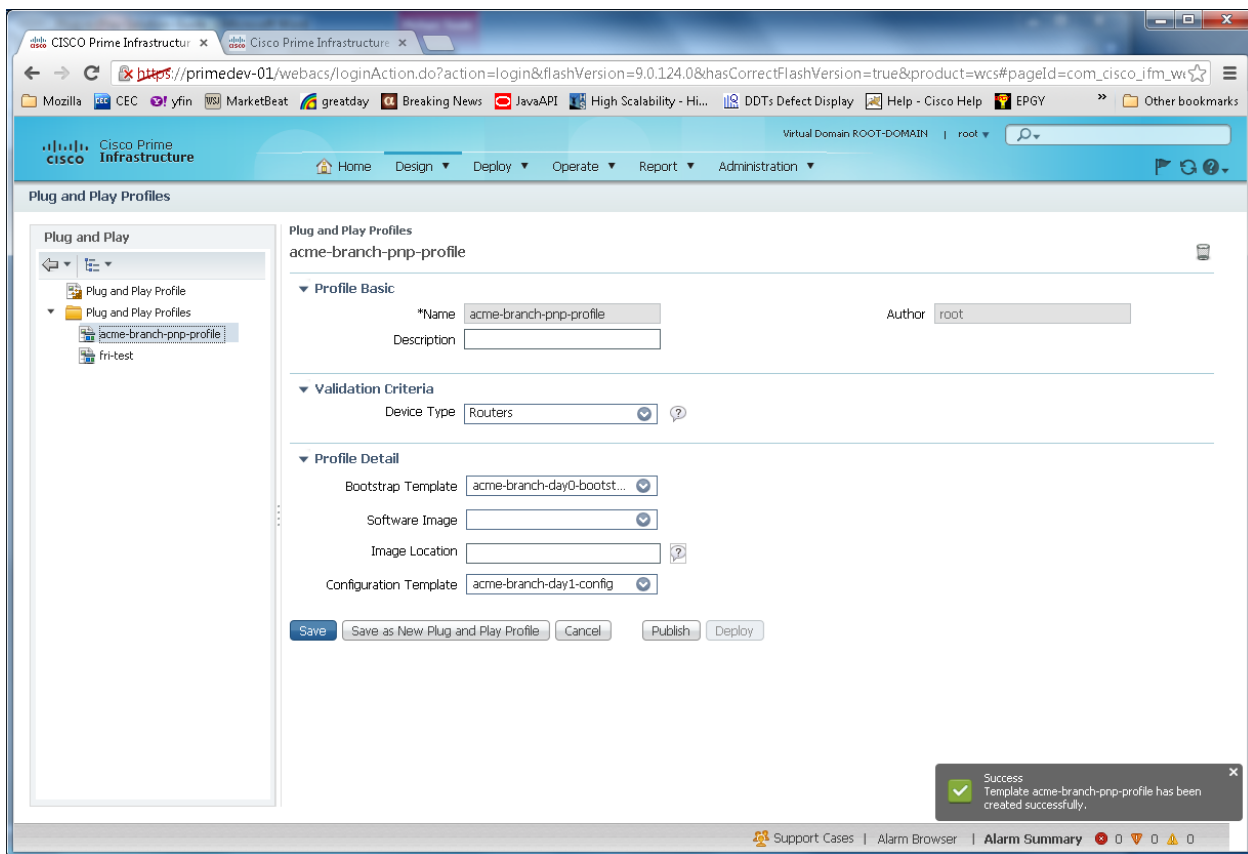 CISCO Prime Infrastructur x
Cisco Prime Infrastructure x
https://primedev-01/webacs/loginAction.do?action=login&flashVersion=9.0.124.0&hasCorrectFlashVersion=true&product=wcs#pageId=com_cisco_ifm_we
Mozilla CEC yfin MarketBeat greatday Breaking News JavaAPI High Scalability - Hi... DDTs Defect Display Help - Cisco Help EPGY » Other bookmarks
Virtual Domain ROOT-DOMAIN | root
cisco Cisco Prime
Infrastructure
Home Design Deploy Operate Report Administration
Plug and Play Profiles
Plug and Play
Plug and Play Profile
Plug and Play Profiles
acme-branch-pnp-profile
fri-test
Plug and Play Profiles
acme-branch-pnp-profile
Profile Basic
*Name acme-branch-pnp-profile Author root
Description
Validation Criteria
Device Type Routers ?
Profile Detail
Bootstrap Template acme-branch-day0-bootst...
Software Image
Image Location ?
Configuration Template acme-branch-day1-config
Save Save as New Plug and Play Profile Cancel Publish Deploy
Success
Template acme-branch-pnp-profile has been
created successfully.
Support Cases | Alarm Browser | Alarm Summary 0 0 0